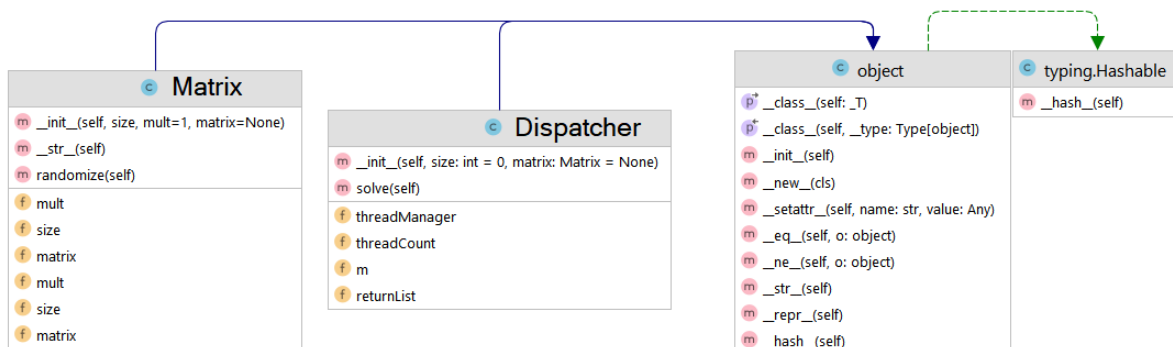 Matrix
__init__(self, size, mult=1, matrix=None)
__str__(self)
randomize(self)
mult
size
matrix
mult
size
matrix
Dispatcher
__init__(self, size: int = 0, matrix: Matrix = None)
solve(self)
threadManager
threadCount
m
returnList
object
__class__(self: _T)
__class__(self, __type: Type[object])
__init__(self)
__new__(cls)
__setattr__(self, name: str, value: Any)
__eq__(self, o: object)
__ne__(self, o: object)
__str__(self)
__repr__(self)
__hash__(self)
typing.Hashable
__hash__(self)